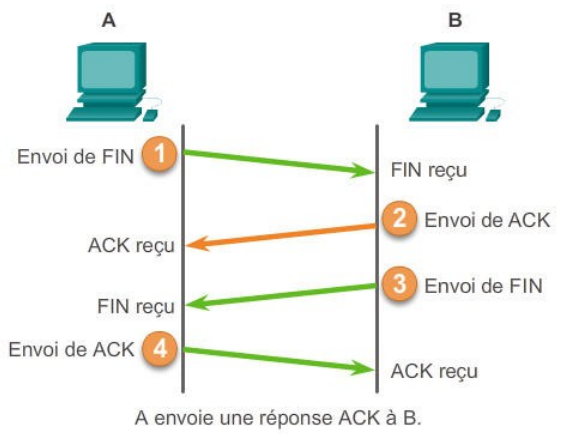 A
B
Envoi de FIN 1
FIN reçu
2 Envoi de ACK
ACK reçu
3 Envoi de FIN
FIN reçu
Envoi de ACK 4
ACK reçu
A envoie une réponse ACK à B.